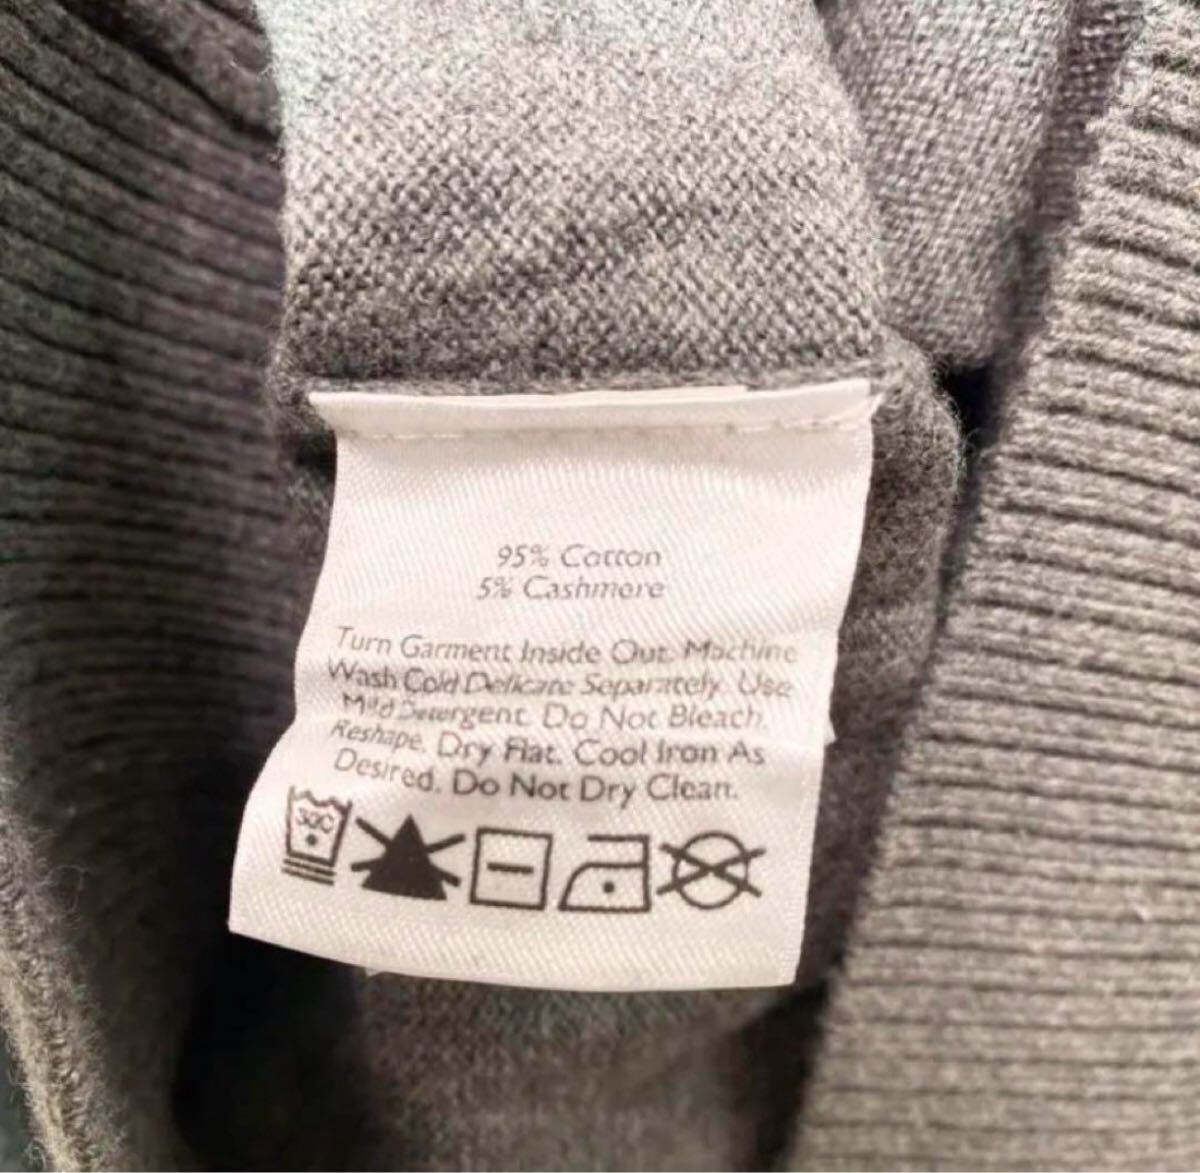 95% Cotton
5% Cashmere
Turn Garment Inside Out. Machine
Wash Cold Delicate Separately. Use
Mild Detergent. Do Not Bleach.
Reshape. Dry Flat. Cool Iron As
Desired. Do Not Dry Clean.
30C